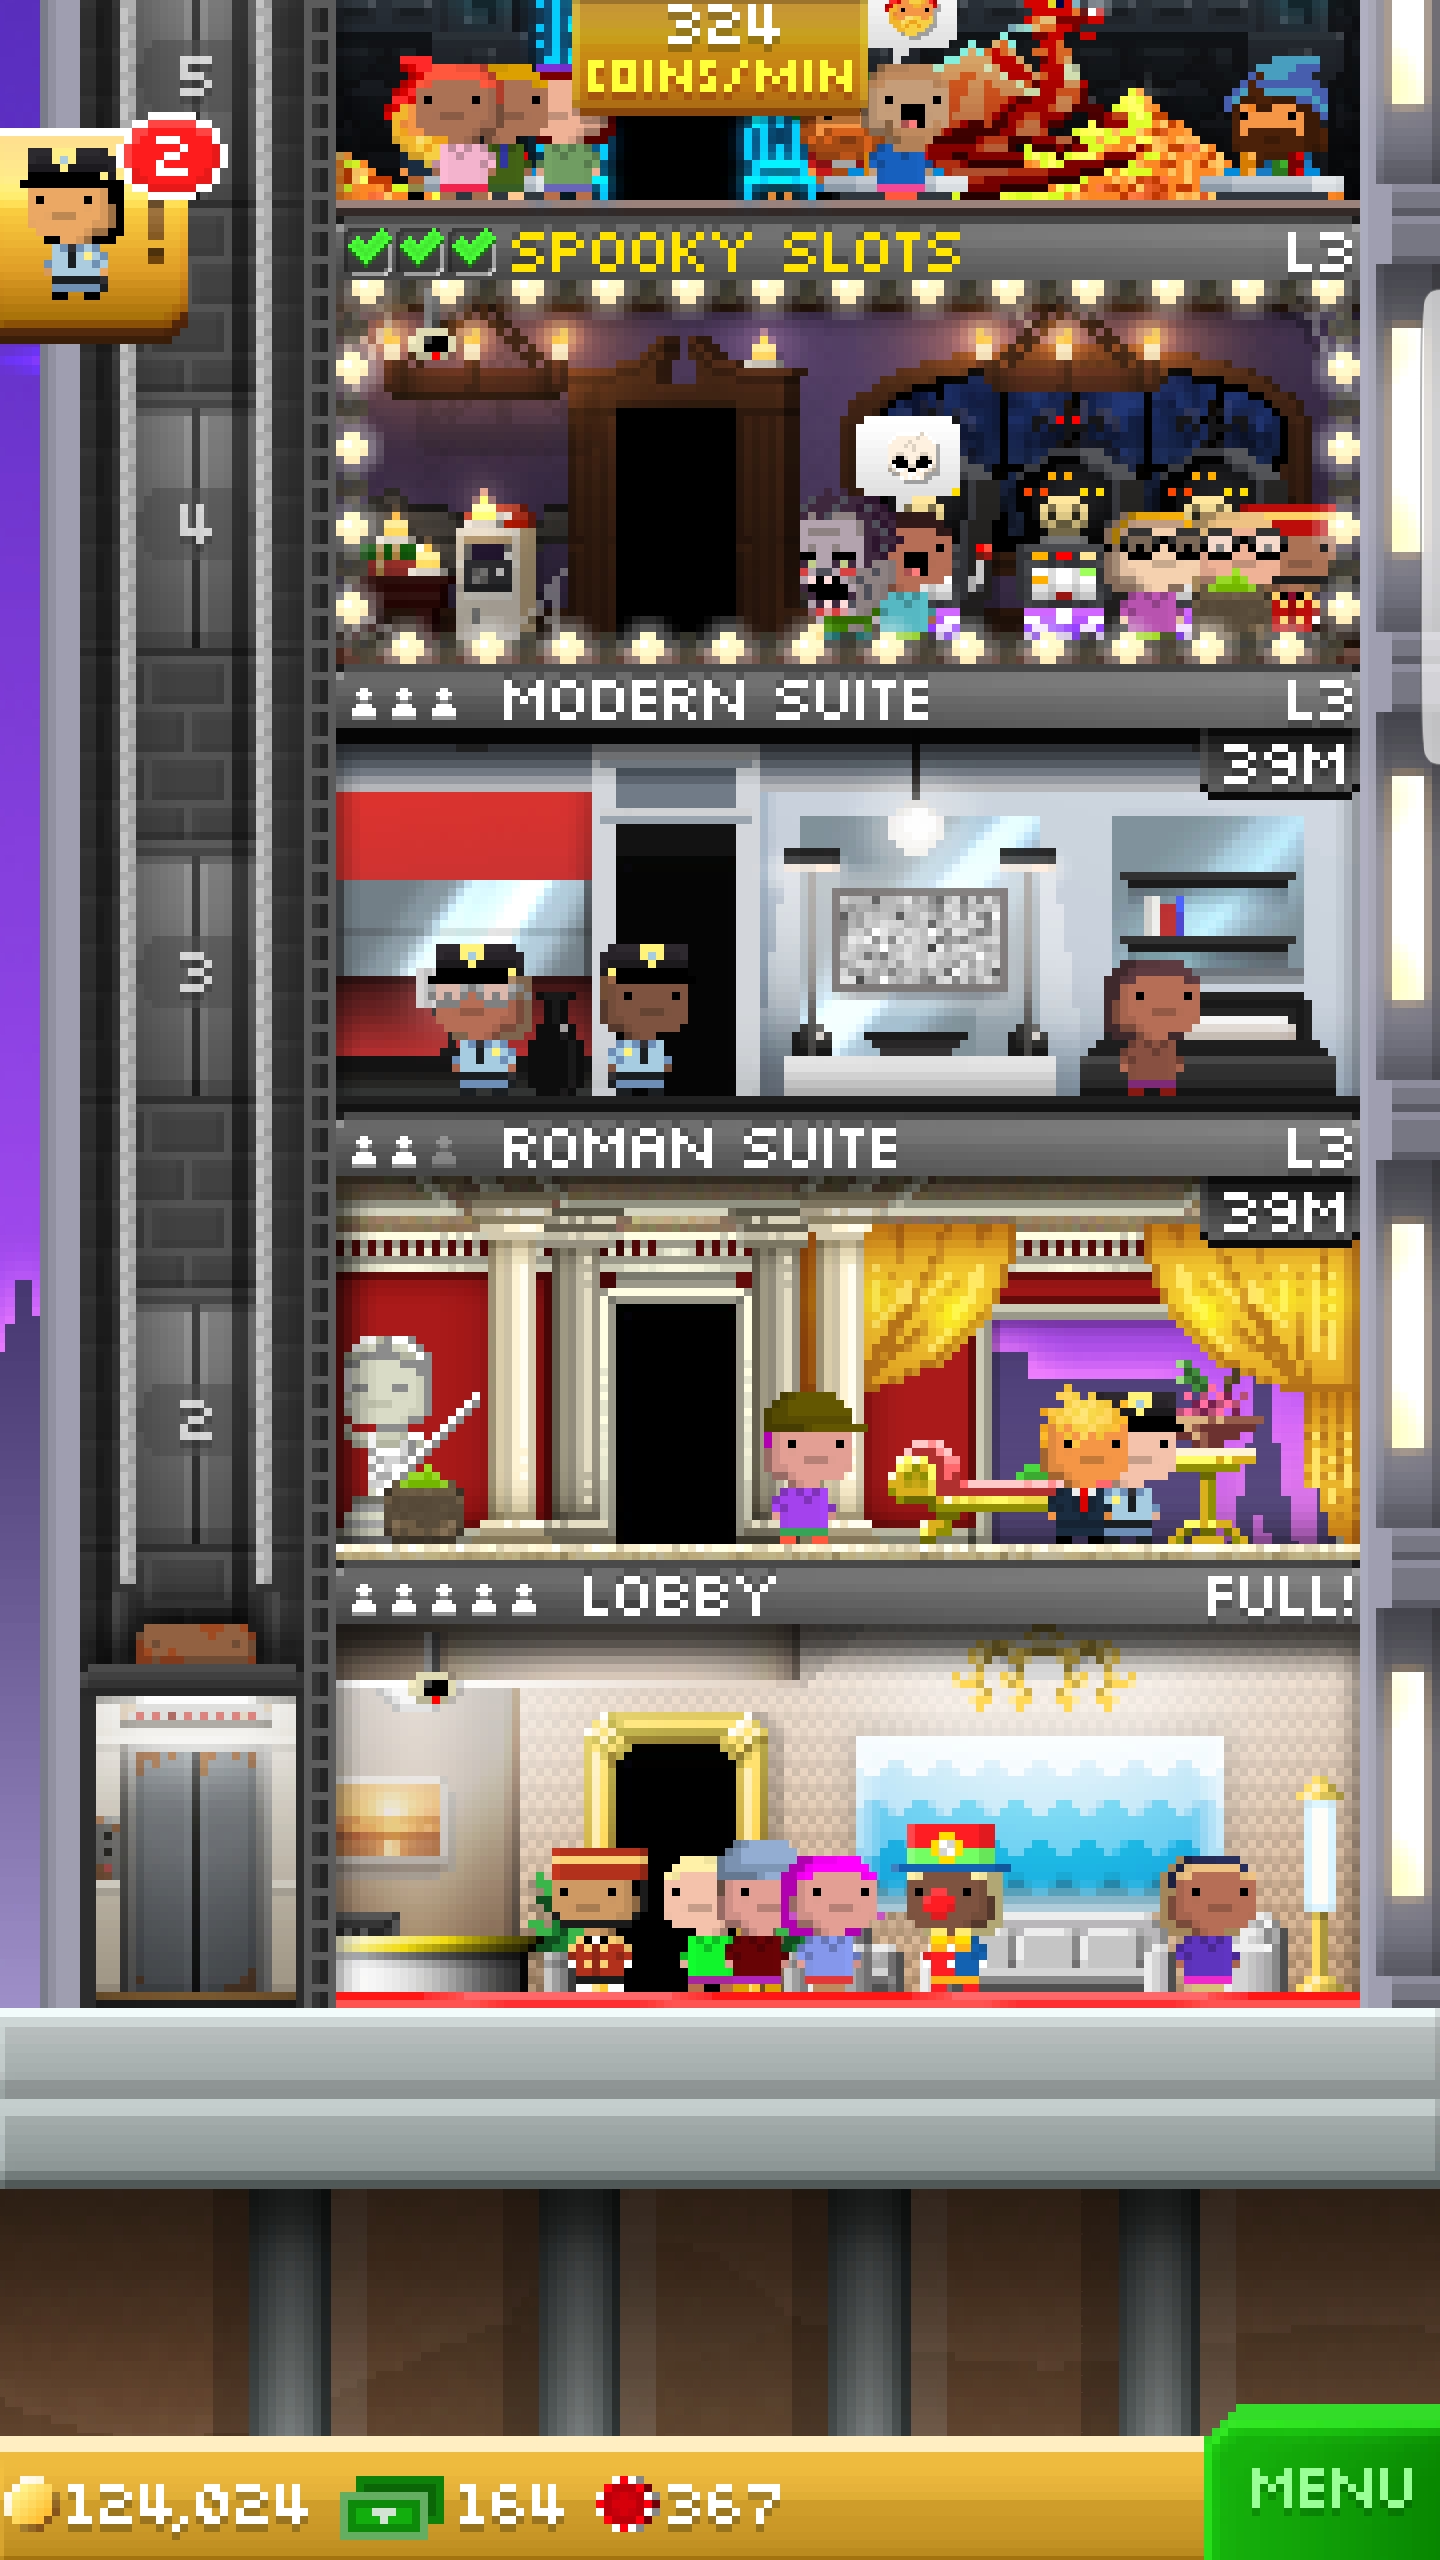 324
COINS/MIN
5
2
!
SPOOKY SLOTS L3
4
MODERN SUITE L3
39M
3
ROMAN SUITE L3
39M
2
LOBBY FULL!
124,024 164 367
MENU